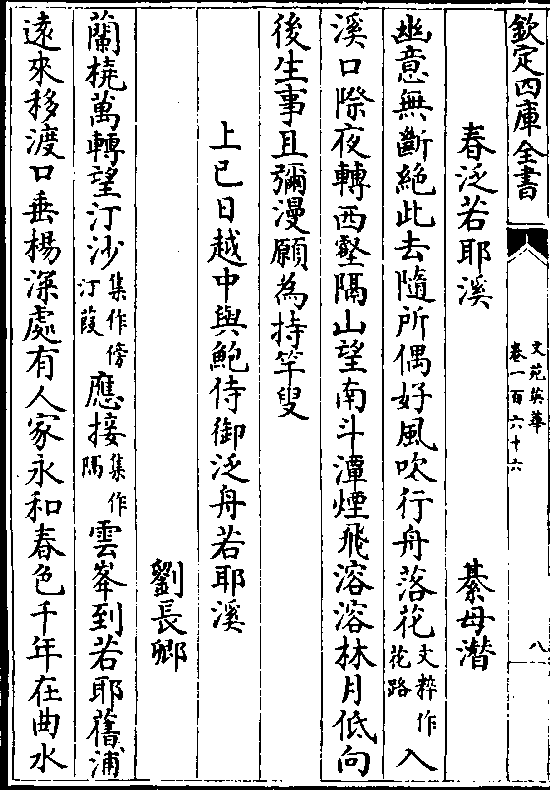 欽定四庫全書
文苑英華
卷一百六十六
八
春泛若耶溪
綦母潛
幽意無斷絕此去隨所偶好風吹行舟落花文粹作花路入
溪口際夜轉西壑隔山望南斗潭煙飛溶溶林月低向
後生事且彌漫願為持竿叟
上巳日越中與鮑侍御泛舟若耶溪
劉長卿
蘭橈萬轉望汀沙集作傍汀葭應接集作隔雲峯到若耶舊浦
遠來移渡口垂楊深處有人家永和春色千年在曲水